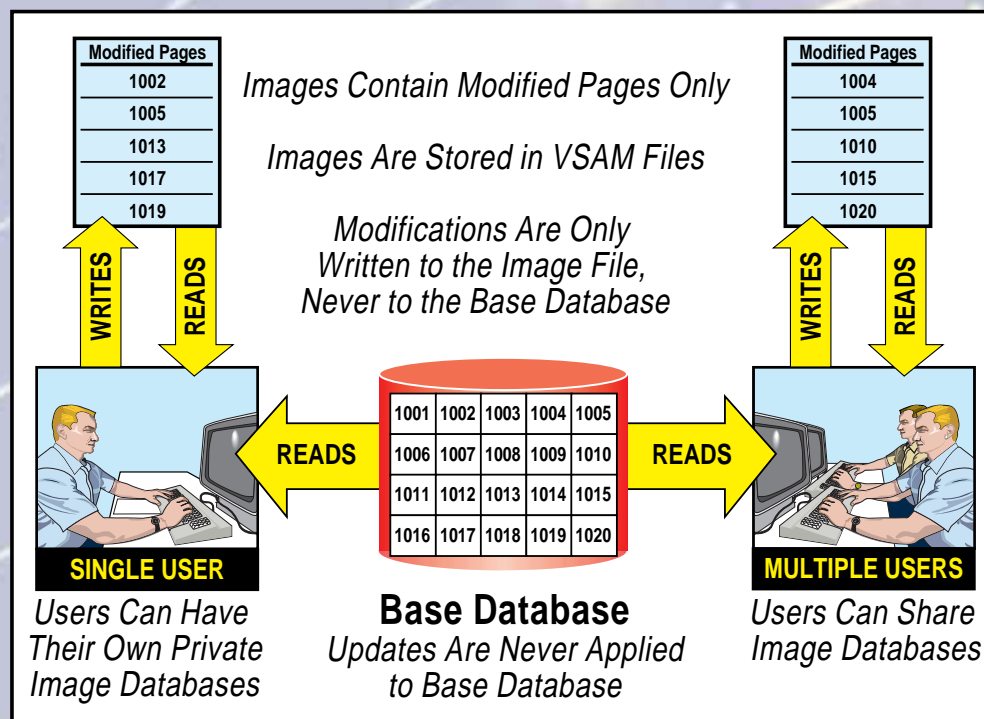 Modified Pages
1002
1005
1013
1017
1019
WRITES
READS
Images Contain Modified Pages Only
Images Are Stored in VSAM Files
Modifications Are Only
Written to the Image File,
Never to the Base Database
Modified Pages
1004
1005
1010
1015
1020
WRITES
READS
SINGLE USER
Users Can Have
Their Own Private
Image Databases
READS
1001 1002 1003 1004 1005
1006 1007 1008 1009 1010
1011 1012 1013 1014 1015
1016 1017 1018 1019 1020
READS
Base Database
Updates Are Never Applied
to Base Database
MULTIPLE USERS
Users Can Share
Image Databases